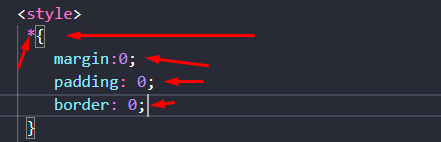 <style>
*{
margin:0;
padding: 0;
border: 0;
}